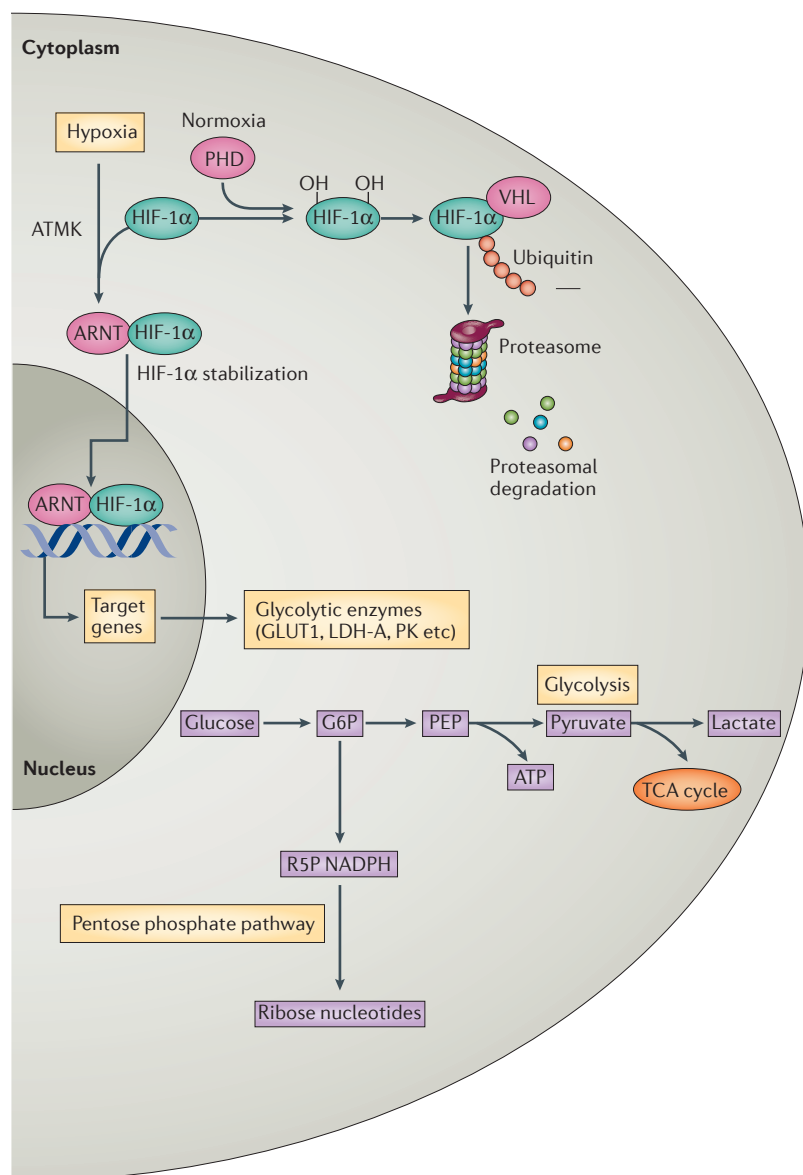 Cytoplasm
Hypoxia
Normoxia
PHD
ATMK
HIF-1α
OH
OH
HIF-1α
HIF-1α
VHL
Ubiquitin
ARNT
HIF-1α
HIF-1α stabilization
Proteasome
Proteasomal
degradation
ARNT
HIF-1α
Target
genes
Glycolytic enzymes
(GLUT1, LDH-A, PK etc)
Glycolysis
Glucose
G6P
PEP
Pyruvate
Lactate
Nucleus
ATP
TCA cycle
R5P NADPH
Pentose phosphate pathway
Ribose nucleotides